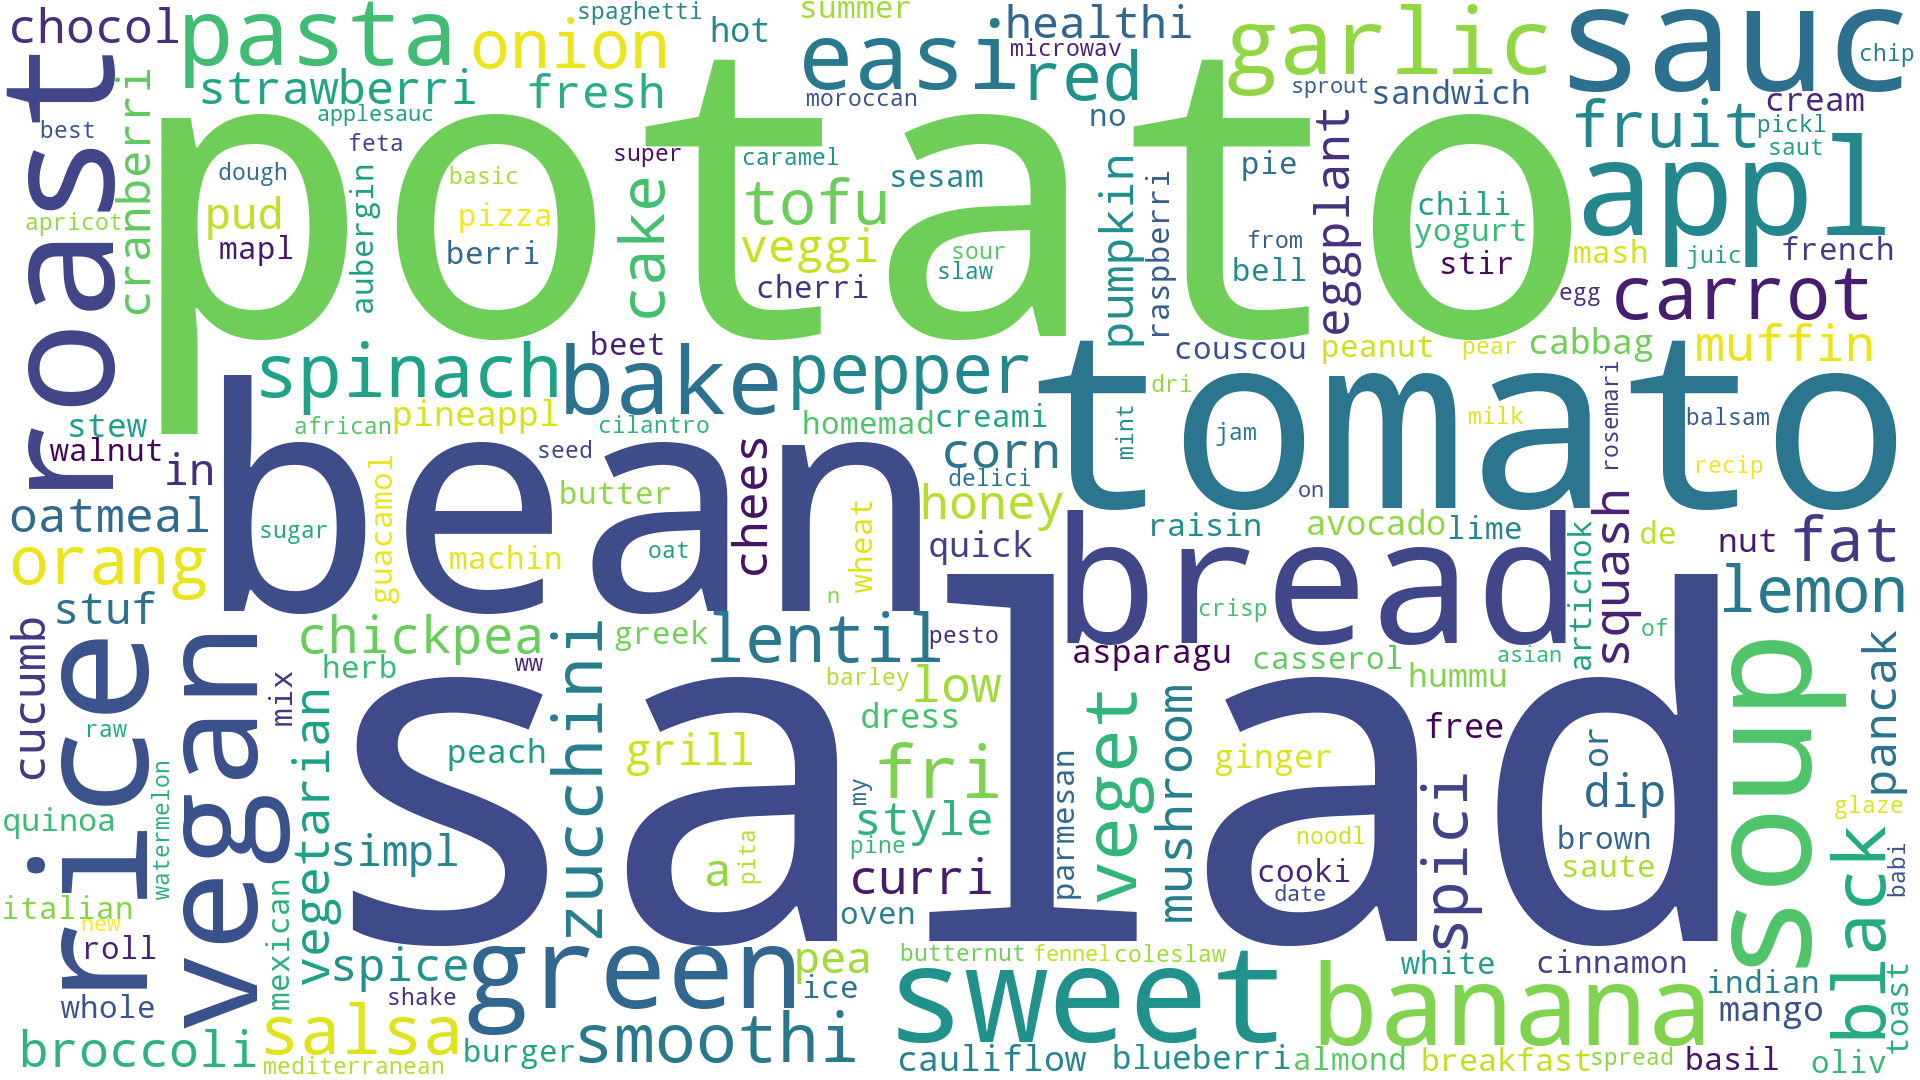 chocol
pasta
onion
spaghetti
hot
summer
easi
healthi
microwav
red
garlic
sauc
chip
roast
cranberri
strawberri
fresh
applesauc
moroccan
no
sprout
sandwich
cream
fruit
pickl
saut
best
feta
potato
dough
basic
super
caramel
sesam
pie
eggplant
appl
apricot
pud
mapl
aubergin
pizza
berri
cake
tofu
veggi
cherri
sour
slaw
pumpkin
raspberri
from
bell
chili
yogurt
stir
mash
juic
french
egg
carrot
spinach
bake
beet
pepper
couscou
peanut
pear
cabbag
muffin
tomato
dri
stew
walnut
in
african
pineappl
seed
cilantro
homemad
creami
corn
delici
mint
jam
milk
rosemari
balsam
recip
on
bean
oatmeal
orang
sugar
guacamol
machin
butter
oat
chees
wheat
honey
quick
bread
raisin
avocado
lime
artichok
squash
de
nut
fat
lemon
stuf
cucumb
rice
vegan
chickpea
herb
ww
mix
zucchini
greek
n
lentil
pesto
barley
low
crisp
asparagu
casserol
asian
hummu
of
soup
pancak
raw
vegetarian
salad
peach
grill
dress
fri
my
style
parmesan
veget
mushroom
ginger
free
spici
or
dip
glaze
quinoa
watermelon
simpl
a
pita
pine
curri
noodl
cooki
date
brown
saute
black
babi
italian
new
roll
mexican
spice
green
oven
pea
ice
butternut
fennel
coleslaw
white
cinnamon
indian
mango
toast
whole
shake
salsa
sweet
banana
broccoli
mediterranean
burger
smoothi
cauliflow
blueberri
almond
breakfast
spread
basil
oliv